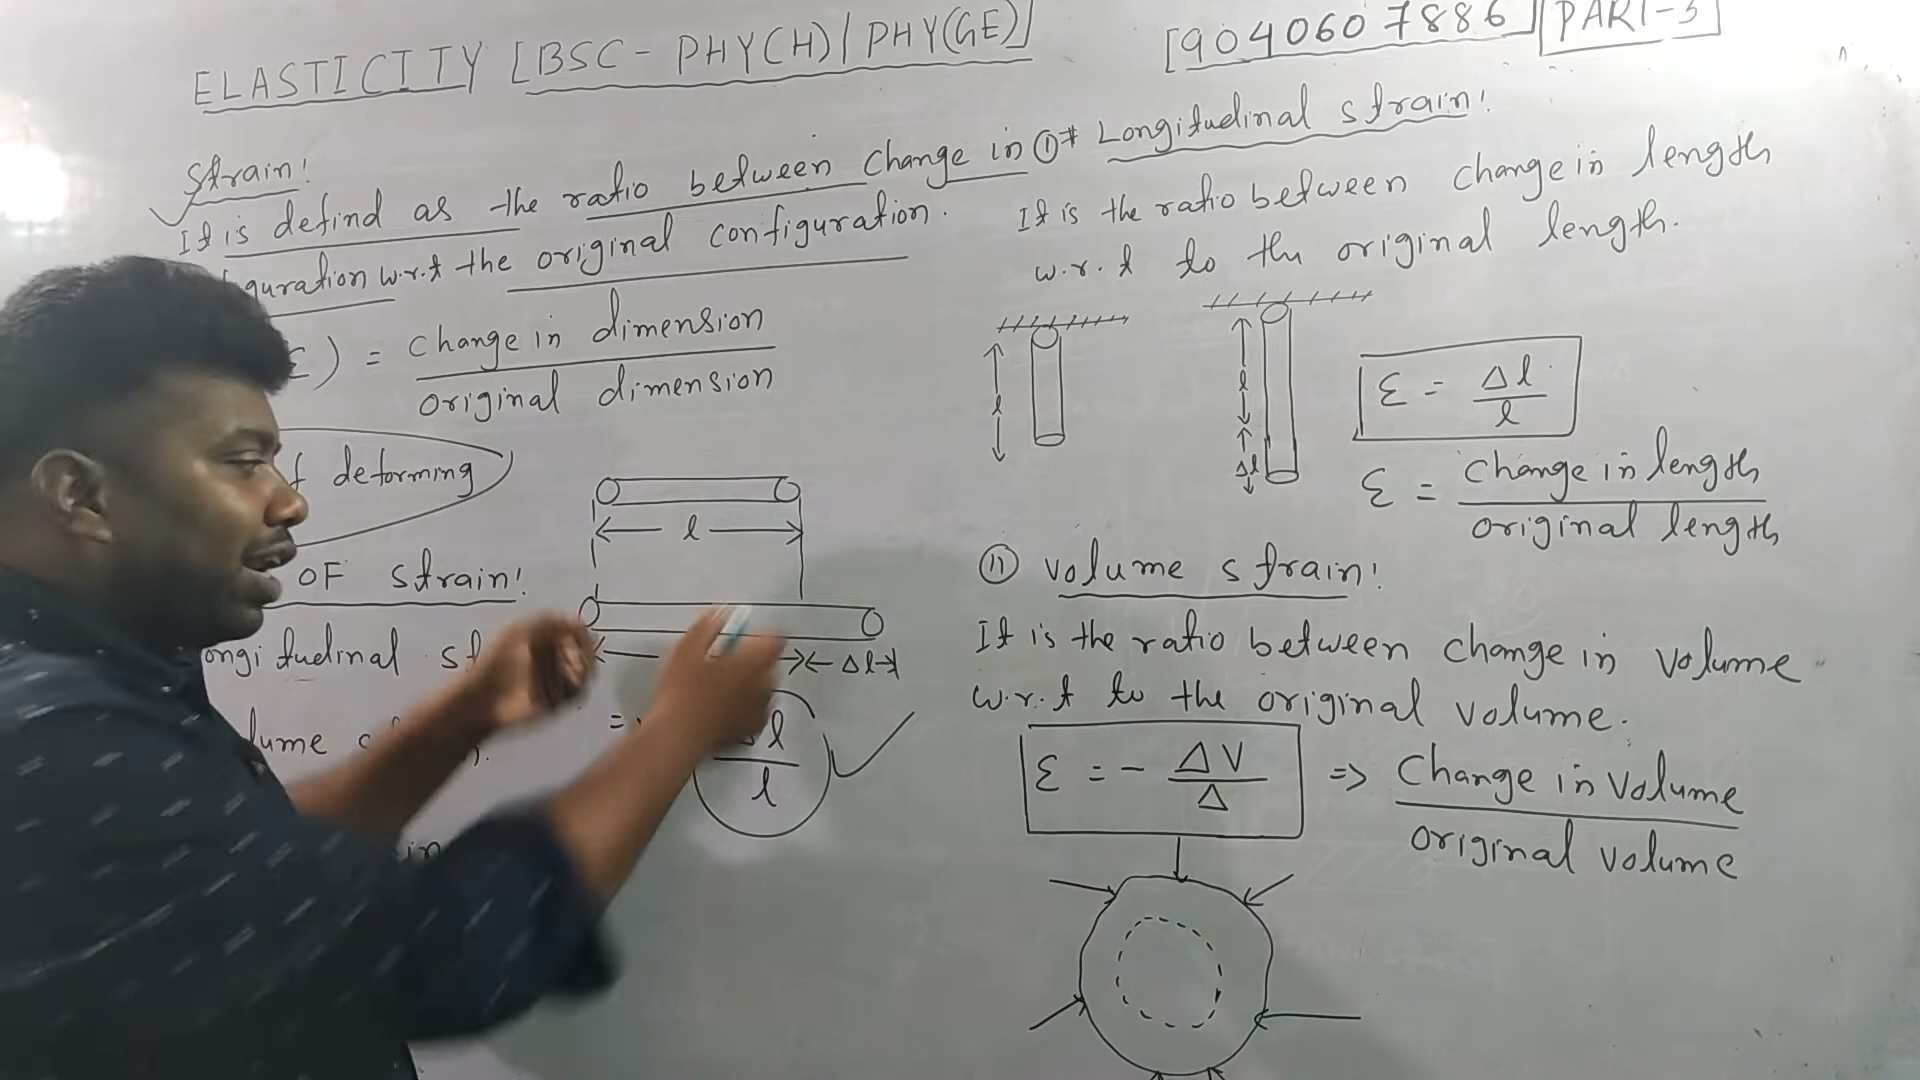 ELASTICITY [BSC - PHY(H) / PHY(GE)]
[9040607886]
PART-3
Strain!
It is defind as the ratio between change in
guration w.r.t the original configuration.
ε) = change in dimension
original dimension
f deforming
l
OF strain!
ongitudinal st
Δl
lume
=
l
l
in
① * Longitudinal strain!
It is the ratio between change in length
w.r.t to the original length.
l
l
Δl
ε = Δl
l
ε = change in length
original length
(II) volume strain!
It is the ratio between change in volume
w.r.t to the original volume.
ε = - ΔV
Δ
=> Change in Volume
original volume